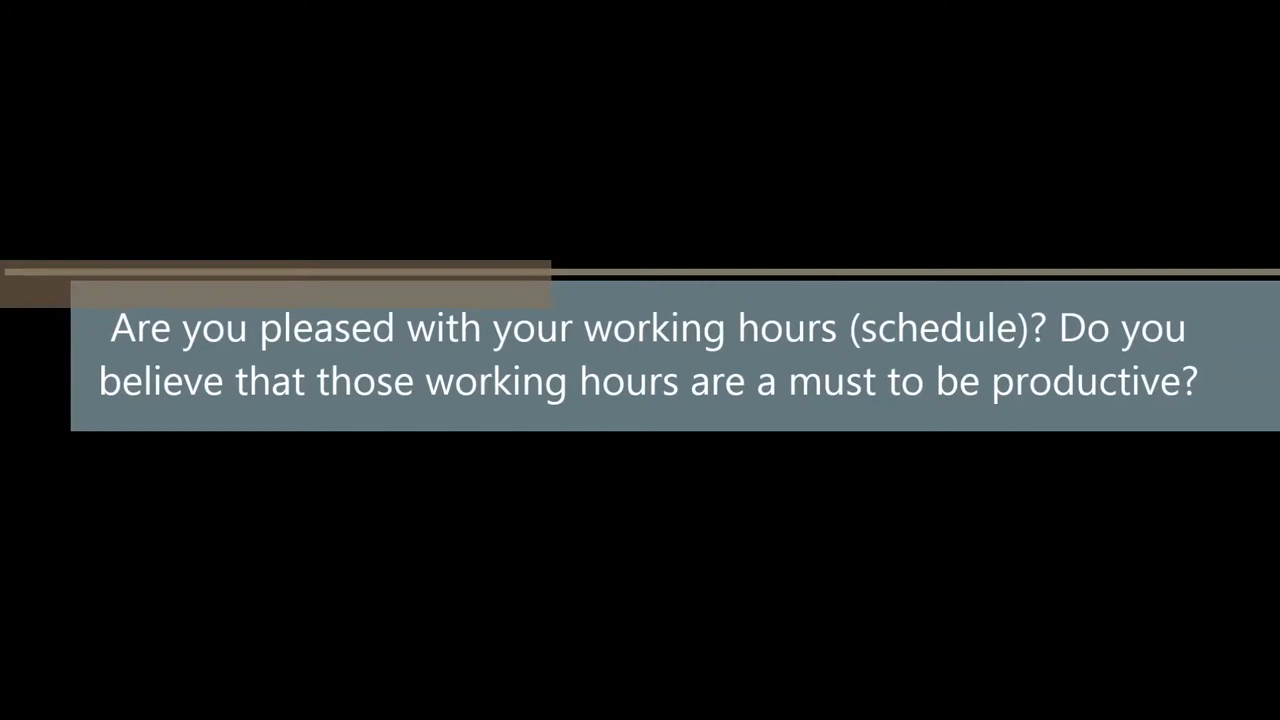 Are you pleased with your working hours (schedule)? Do you
believe that those working hours are a must to be productive?